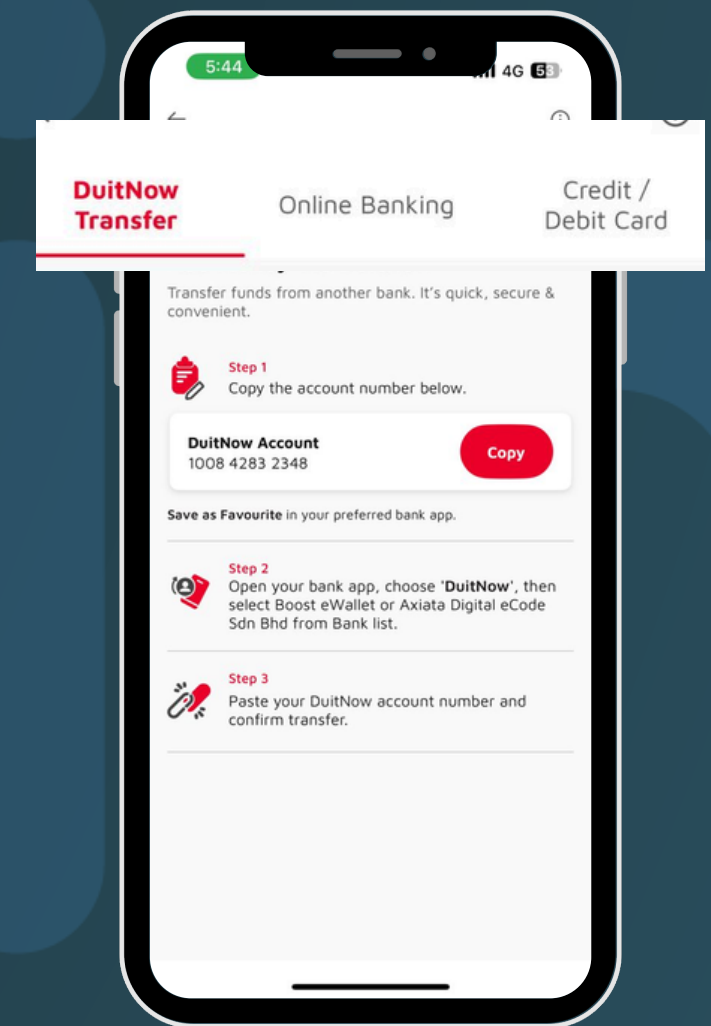 5:44
4G 53
DuitNow
Transfer
Online Banking
Credit /
Debit Card
Transfer funds from another bank. It's quick, secure &
convenient.
Step 1
Copy the account number below.
DuitNow Account
1008 4283 2348
Copy
Save as Favourite in your preferred bank app.
Step 2
Open your bank app, choose 'DuitNow', then
select Boost eWallet or Axiata Digital eCode
Sdn Bhd from Bank list.
Step 3
Paste your DuitNow account number and
confirm transfer.